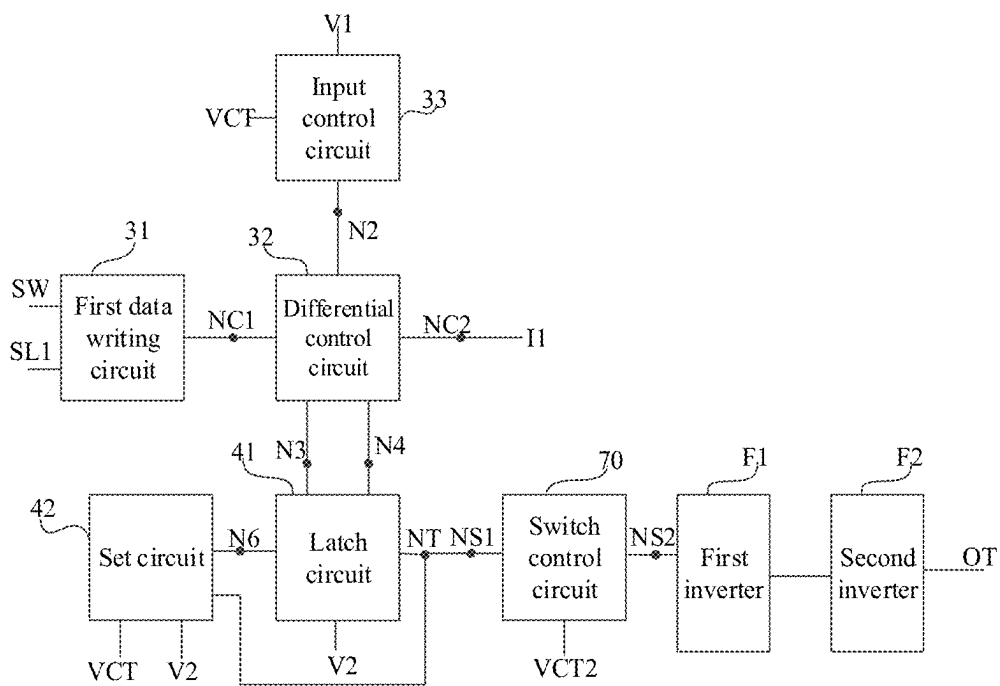 V1
Input
control
circuit
33
VCT
N2
31
32
SW
SL1
First data
writing
circuit
NC1
Differential
control
circuit
NC2
I1
N3
N4
41
70
F1
F2
42
Set circuit
N6
Latch
circuit
NT
NS1
Switch
control
circuit
NS2
First
inverter
Second
inverter
OT
VCT
V2
V2
VCT2